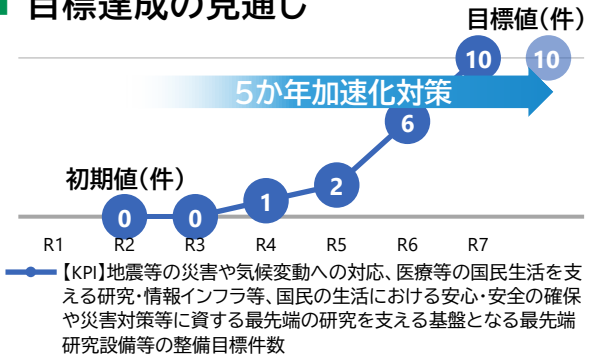 目標達成の見通し
目標値(件)
10
10
5か年加速化対策
6
初期値(件)
2
1
0
0
R1 R2 R3 R4 R5 R6 R7
【KPI】地震等の災害や気候変動への対応、医療等の国民生活を支
える研究・情報インフラ等、国民の生活における安心・安全の確保
や災害対策等に資する最先端の研究を支える基盤となる最先端
研究設備等の整備目標件数